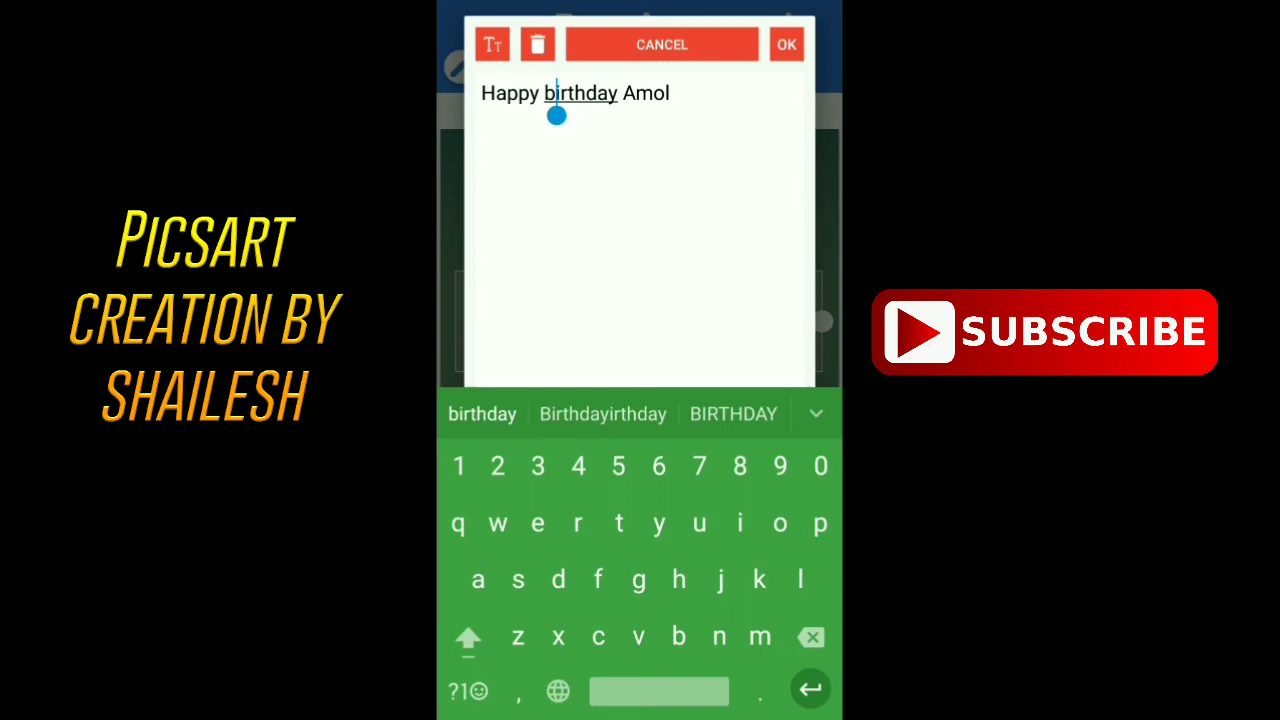 TT CANCEL OK
Happy birthday Amol
PICSART
CREATION BY
SHAILESH
SUBSCRIBE
birthday Birthdayirthday BIRTHDAY
1 2 3 4 5 6 7 8 9 0
q w e r t y u i o p
a s d f g h j k l
z x c v b n m
?1☺ , .